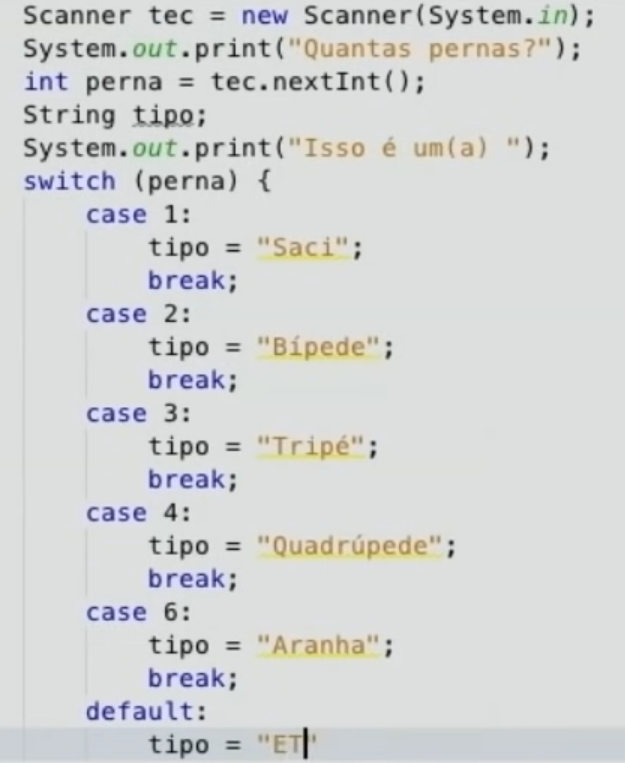 Scanner tec = new Scanner(System.in);
System.out.print("Quantas pernas?");
int perna = tec.nextInt();
String tipo;
System.out.print("Isso é um(a) ");
switch (perna) {
case 1:
tipo = "Saci";
break;
case 2:
tipo = "Bípede";
break;
case 3:
tipo = "Tripé";
break;
case 4:
tipo = "Quadrúpede";
break;
case 6:
tipo = "Aranha";
break;
default:
tipo = "ET"